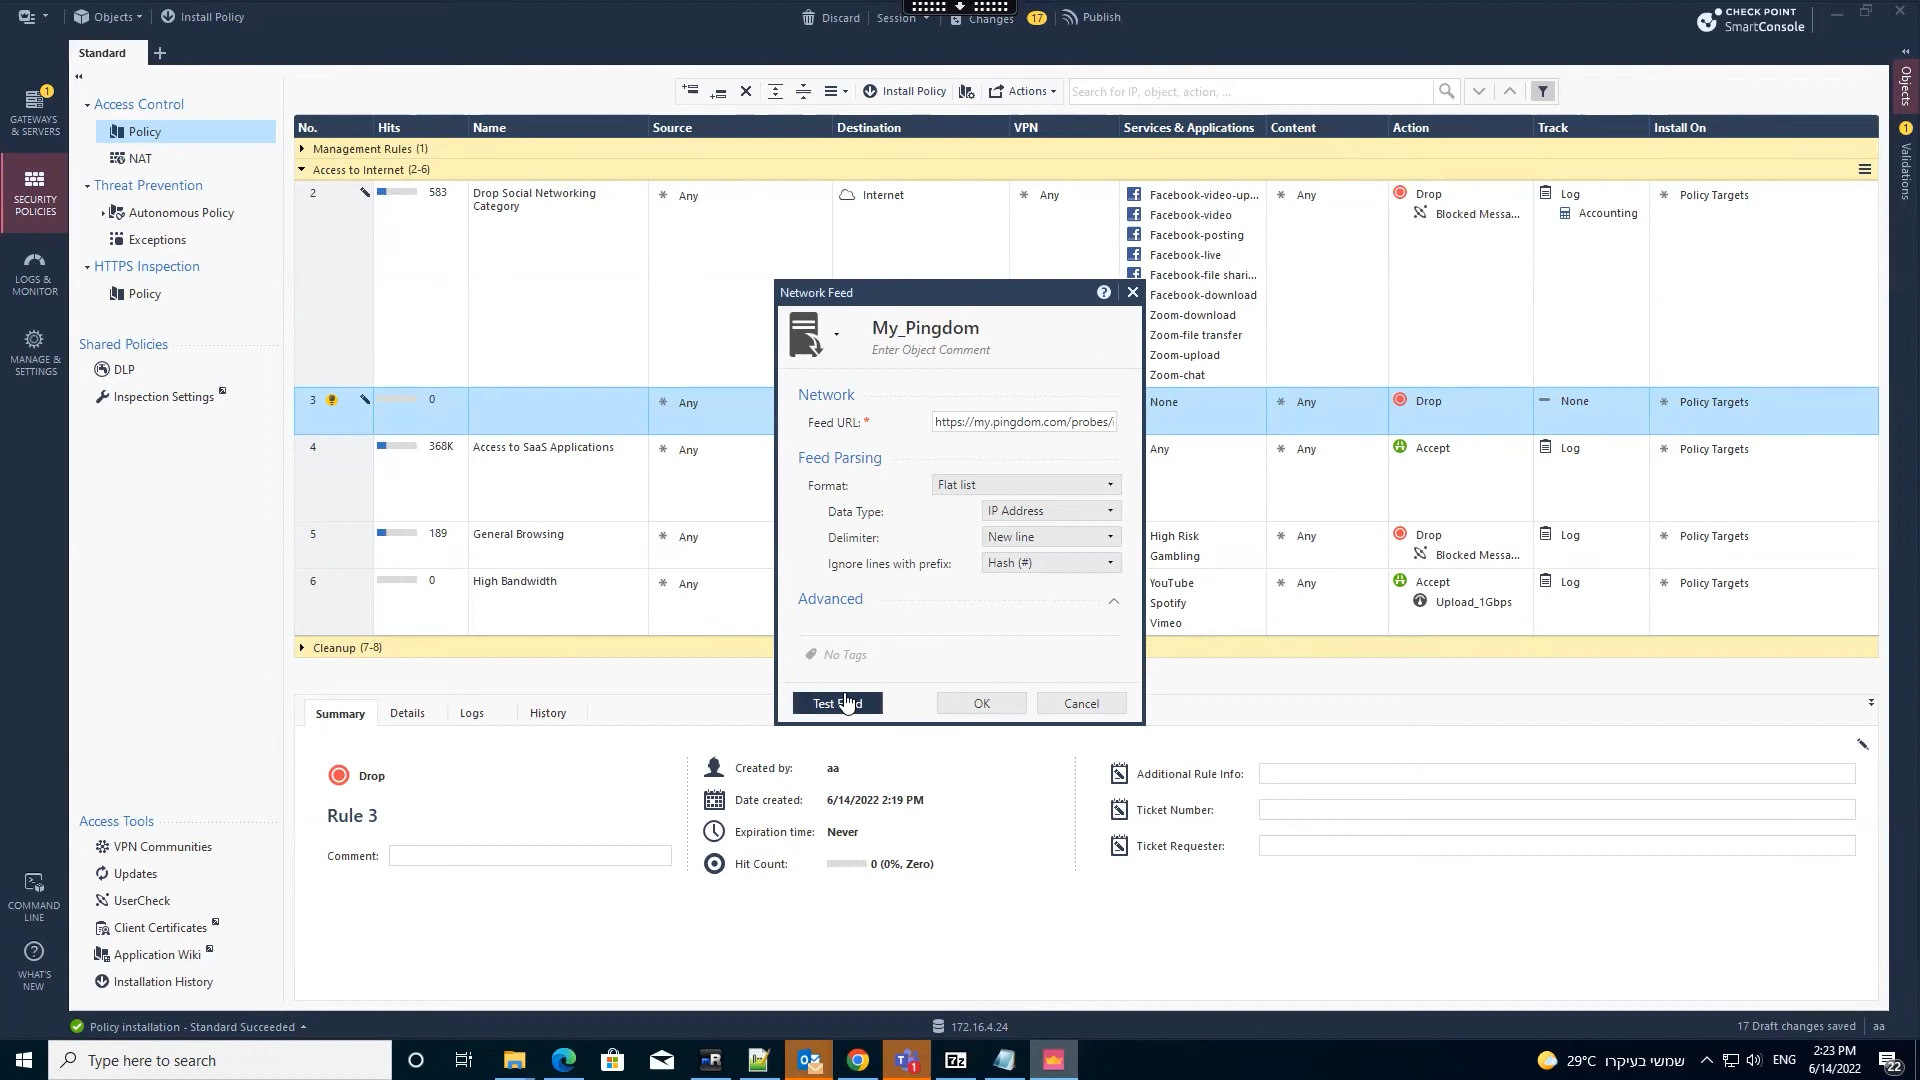 Objects
Install Policy
Discard
Session
Changes
17
Publish
CHECK POINT
SmartConsole
Standard
GATEWAYS
& SERVERS
1
SECURITY
POLICIES
LOGS &
MONITOR
MANAGE &
SETTINGS
COMMAND
LINE
WHAT'S
NEW
Access Control
Policy
NAT
Threat Prevention
Autonomous Policy
Exceptions
HTTPS Inspection
Policy
Shared Policies
DLP
Inspection Settings
Access Tools
VPN Communities
Updates
UserCheck
Client Certificates
Access Wiki
Installation History
Install Policy
Actions
Search for IP, object, action, ...
No. Hits Name Source Destination VPN Services & Applications Content Action Track Install On
Management Rules (1)
Access to Internet (2-6)
2 583 Drop Social Networking Category * Any Internet * Any Facebook-video-up... * Any Drop Log * Policy Targets
Facebook-video Blocked Messa... Accounting
Facebook-posting
Facebook-live
Facebook-file shari...
Facebook-download
Zoom-download
Zoom-file transfer
Zoom-upload
Zoom-chat
3 0 * Any None * Any Drop None * Policy Targets
4 368K Access to SaaS Applications * Any Any * Any Accept Log * Policy Targets
5 189 General Browsing * Any High Risk * Any Drop Log * Policy Targets
Gambling Blocked Messa...
6 0 High Bandwidth * Any YouTube * Any Accept Log * Policy Targets
Spotify Upload_1Gbps
Vimeo
Cleanup (7-8)
Network Feed
My_Pingdom
Enter Object Comment
Network
Feed URL: * https://my.pingdom.com/probes/
Feed Parsing
Format: Flat list
Data Type: IP Address
Delimiter: New line
Ignore lines with prefix: Hash (#)
Advanced
No Tags
Test
OK
Cancel
Summary Details Logs History
Drop
Rule 3
Comment:
Created by: aa
Date created: 6/14/2022 2:19 PM
Expiration time: Never
Hit Count: 0 (0%, Zero)
Additional Rule Info:
Ticket Number:
Ticket Requester:
Objects
1
Validations
Policy installation - Standard Succeeded
172.16.4.24
17 Draft changes saved
aa
Type here to search
29°C שמשי בעיקרו
ENG
2:23 PM
6/14/2022
22